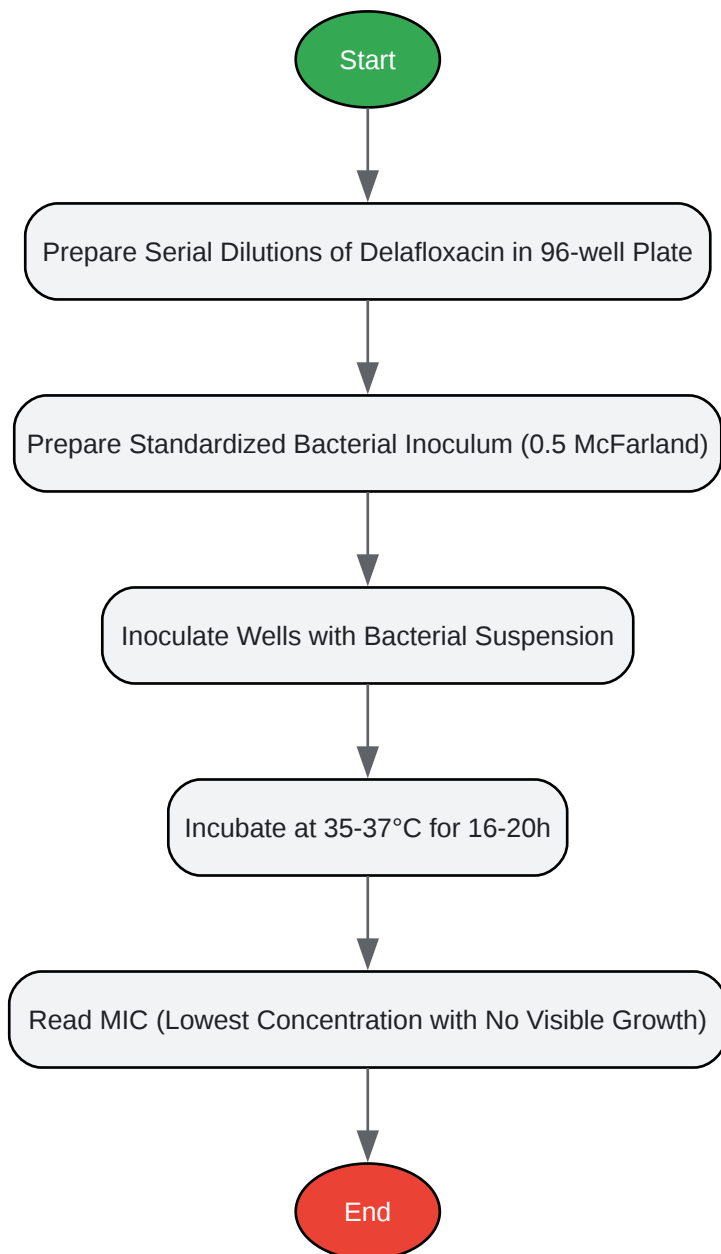 Start
Prepare Serial Dilutions of Delafloxacin in 96-well Plate
Prepare Standardized Bacterial Inoculum (0.5 McFarland)
Inoculate Wells with Bacterial Suspension
Incubate at 35-37°C for 16-20h
Read MIC (Lowest Concentration with No Visible Growth)
End